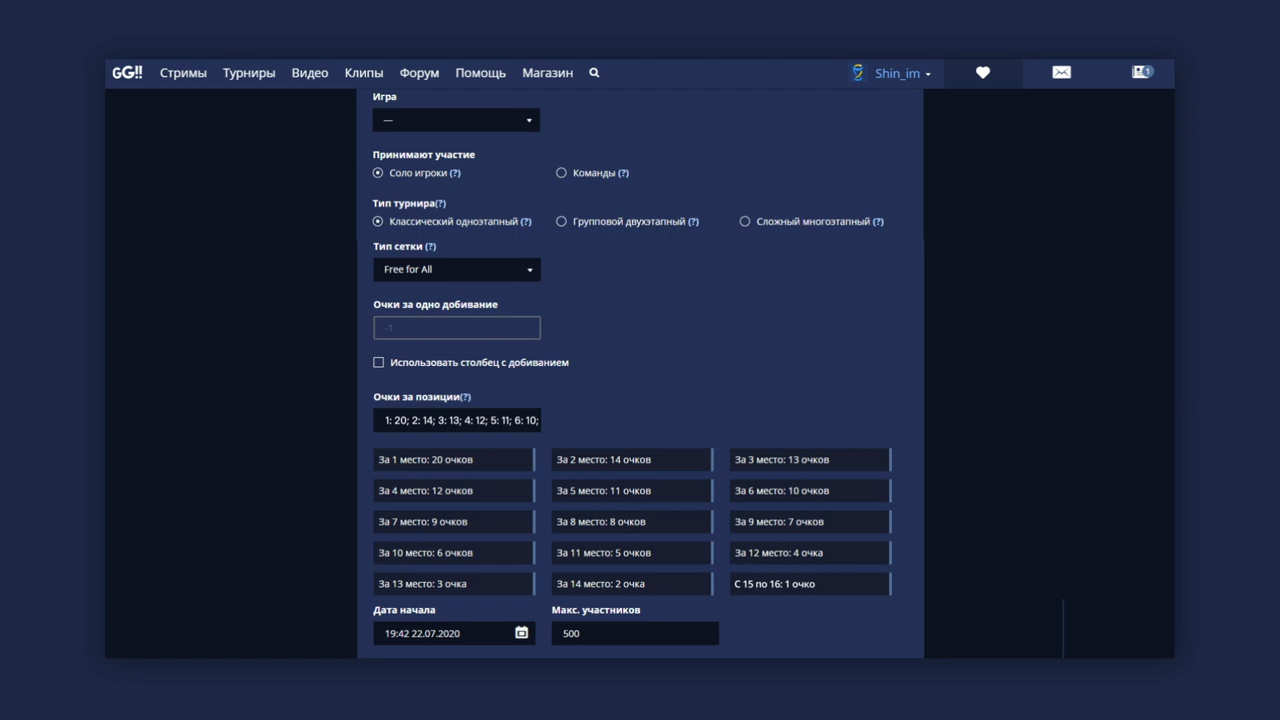 GG!! Стримы Турниры Видео Клипы Форум Помощь Магазин Shin_im 1
Игра
—
Принимают участие
Соло игроки (?) Команды (?)
Тип турнира(?)
Классический одноэтапный (?) Групповой двухэтапный (?) Сложный многоэтапный (?)
Тип сетки (?)
Free for All
Очки за одно добивание
-1
Использовать столбец с добиванием
Очки за позиции(?)
1: 20; 2: 14; 3: 13; 4: 12; 5: 11; 6: 10;
За 1 место: 20 очков За 2 место: 14 очков За 3 место: 13 очков
За 4 место: 12 очков За 5 место: 11 очков За 6 место: 10 очков
За 7 место: 9 очков За 8 место: 8 очков За 9 место: 7 очков
За 10 место: 6 очков За 11 место: 5 очков За 12 место: 4 очка
За 13 место: 3 очка За 14 место: 2 очка С 15 по 16: 1 очко
Дата начала Макс. участников
19:42 22.07.2020 500